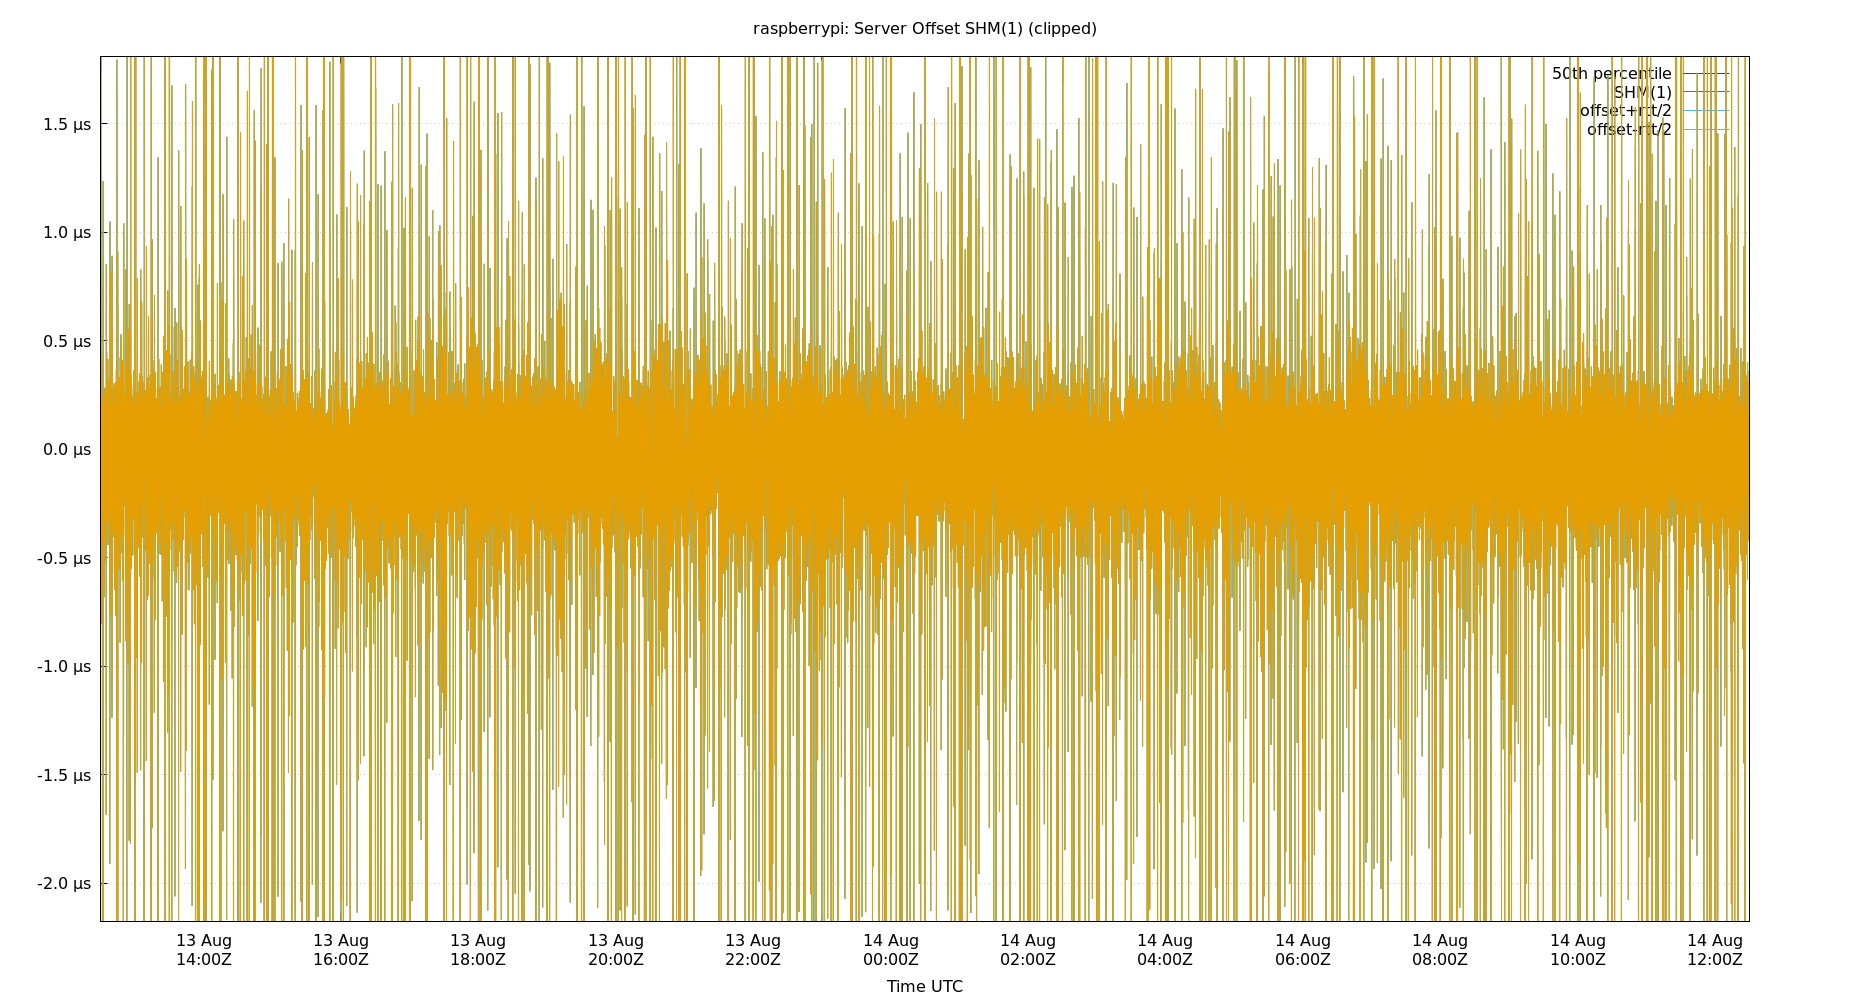 raspberrypi: Server Offset SHM(1) (clipped)
50th percentile
SHM(1)
offset+rtt/2
offset-rtt/2
1.5 µs
1.0 µs
0.5 µs
0.0 µs
-0.5 µs
-1.0 µs
-1.5 µs
-2.0 µs
13 Aug 13 Aug 13 Aug 13 Aug 13 Aug 14 Aug 14 Aug 14 Aug 14 Aug 14 Aug 14 Aug 14 Aug
14:00Z 16:00Z 18:00Z 20:00Z 22:00Z 00:00Z 02:00Z 04:00Z 06:00Z 08:00Z 10:00Z 12:00Z
Time UTC